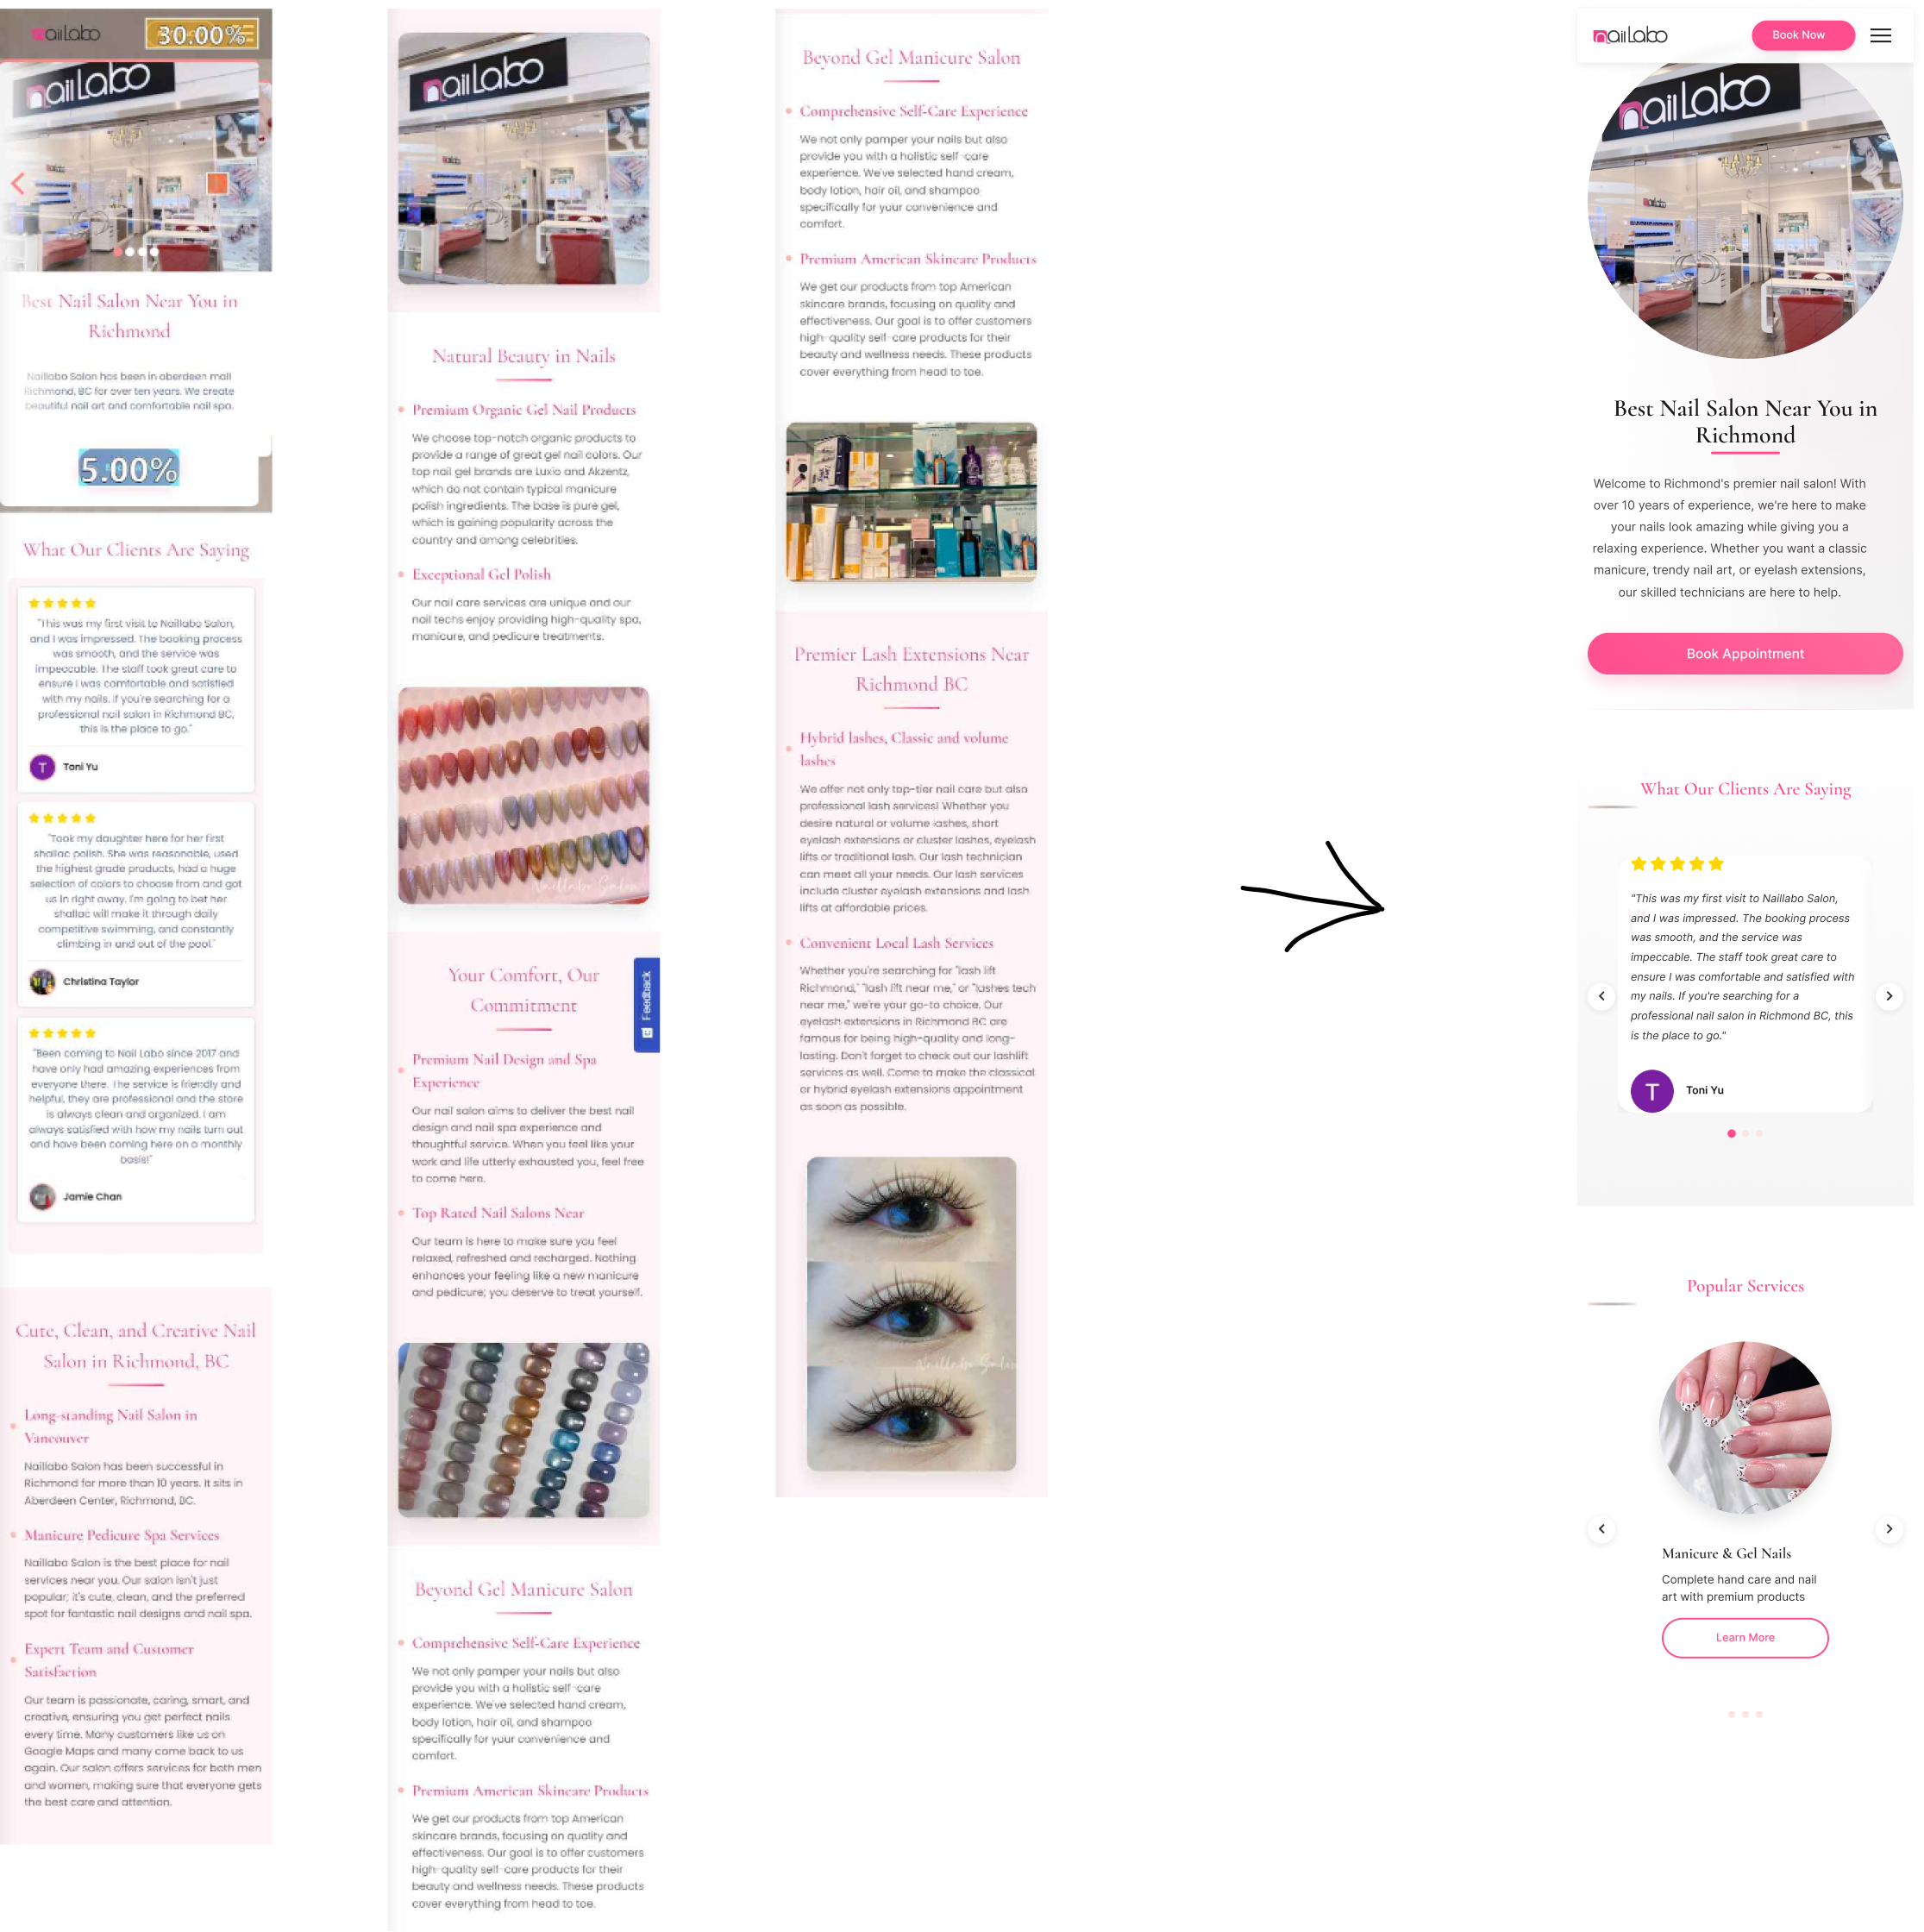 nailLabo
30.00%
nailLabo
Best Nail Salon Near You in
Richmond
Naillabo Salon has been in aberdeen mall
Richmond, BC for over ten years. We create
beautiful nail art and comfortable nail spa.
5.00%
What Our Clients Are Saying
"This was my first visit to Naillabo Salon,
and I was impressed. The booking process
was smooth, and the service was
impeccable. The staff took great care to
ensure I was comfortable and satisfied
with my nails. If you're searching for a
professional nail salon in Richmond BC,
this is the place to go."
T
Toni Yu
"Took my daughter here for her first
shallac polish. She was reasonable, used
the highest grade products, had a huge
selection of colors to choose from and got
us in right away. I'm going to bet her
shallac will make it through daily
competitive swimming, and constantly
climbing in and out of the pool."
Christina Taylor
"Been coming to Nail Labo since 2017 and
have only had amazing experiences from
everyone there. The service is friendly and
helpful, they are professional and the store
is always clean and organized. I am
always satisfied with how my nails turn out
and have been coming here on a monthly
basis!"
Jamie Chan
Cute, Clean, and Creative Nail
Salon in Richmond, BC
Long-standing Nail Salon in
Vancouver
Naillabo Salon has been successful in
Richmond for more than 10 years. It sits in
Aberdeen Center, Richmond, BC.
Manicure Pedicure Spa Services
Naillabo Salon is the best place for nail
services near you. Our salon isn't just
popular; it's cute, clean, and the preferred
spot for fantastic nail designs and nail spa.
Expert Team and Customer
Satisfaction
Our team is passionate, caring, smart, and
creative, ensuring you get perfect nails
every time. Many customers like us on
Google Maps and many come back to us
again. Our salon offers services for both men
and women, making sure that everyone gets
the best care and attention.
nailLabo
Natural Beauty in Nails
Premium Organic Gel Nail Products
We choose top-notch organic products to
provide a range of great gel nail colors. Our
top nail gel brands are Luxio and Akzentz,
which do not contain typical manicure
polish ingredients. The base is pure gel,
which is gaining popularity across the
country and among celebrities.
Exceptional Gel Polish
Our nail care services are unique and our
nail techs enjoy providing high-quality spa,
manicure, and pedicure treatments.
Naillabo Salon
Your Comfort, Our
Commitment
Feedback
Premium Nail Design and Spa
Experience
Our nail salon aims to deliver the best nail
design and nail spa experience and
thoughtful service. When you feel like your
work and life utterly exhausted you, feel free
to come here.
Top Rated Nail Salons Near
Our team is here to make sure you feel
relaxed, refreshed and recharged. Nothing
enhances your feeling like a new manicure
and pedicure; you deserve to treat yourself.
Beyond Gel Manicure Salon
Comprehensive Self-Care Experience
We not only pamper your nails but also
provide you with a holistic self-care
experience. We've selected hand cream,
body lotion, hair oil, and shampoo
specifically for your convenience and
comfort.
Premium American Skincare Products
We get our products from top American
skincare brands, focusing on quality and
effectiveness. Our goal is to offer customers
high-quality self-care products for their
beauty and wellness needs. These products
cover everything from head to toe.
Beyond Gel Manicure Salon
Comprehensive Self-Care Experience
We not only pamper your nails but also
provide you with a holistic self-care
experience. We've selected hand cream,
body lotion, hair oil, and shampoo
specifically for your convenience and
comfort.
Premium American Skincare Products
We get our products from top American
skincare brands, focusing on quality and
effectiveness. Our goal is to offer customers
high-quality self-care products for their
beauty and wellness needs. These products
cover everything from head to toe.
Premier Lash Extensions Near
Richmond BC
Hybrid lashes, Classic and volume
lashes
We offer not only top-tier nail care but also
professional lash services! Whether you
desire natural or volume lashes, short
eyelash extensions or cluster lashes, eyelash
lifts or traditional lash. Our lash technician
can meet all your needs. Our lash services
include cluster eyelash extensions and lash
lifts at affordable prices.
Convenient Local Lash Services
Whether you're searching for "lash lift
Richmond," "lash lift near me," or "lashes tech
near me," we're your go-to choice. Our
eyelash extensions in Richmond BC are
famous for being high-quality and long-
lasting. Don't forget to check out our lashlift
services as well. Come to make the classical
or hybrid eyelash extensions appointment
as soon as possible.
Naillabo Salon
nailLabo
Book Now
nailLabo
Best Nail Salon Near You in
Richmond
Welcome to Richmond's premier nail salon! With
over 10 years of experience, we're here to make
your nails look amazing while giving you a
relaxing experience. Whether you want a classic
manicure, trendy nail art, or eyelash extensions,
our skilled technicians are here to help.
Book Appointment
What Our Clients Are Saying
"This was my first visit to Naillabo Salon,
and I was impressed. The booking process
was smooth, and the service was
impeccable. The staff took great care to
ensure I was comfortable and satisfied with
my nails. If you're searching for a
professional nail salon in Richmond BC, this
is the place to go."
T
Toni Yu
Popular Services
Manicure & Gel Nails
Complete hand care and nail
art with premium products
Learn More